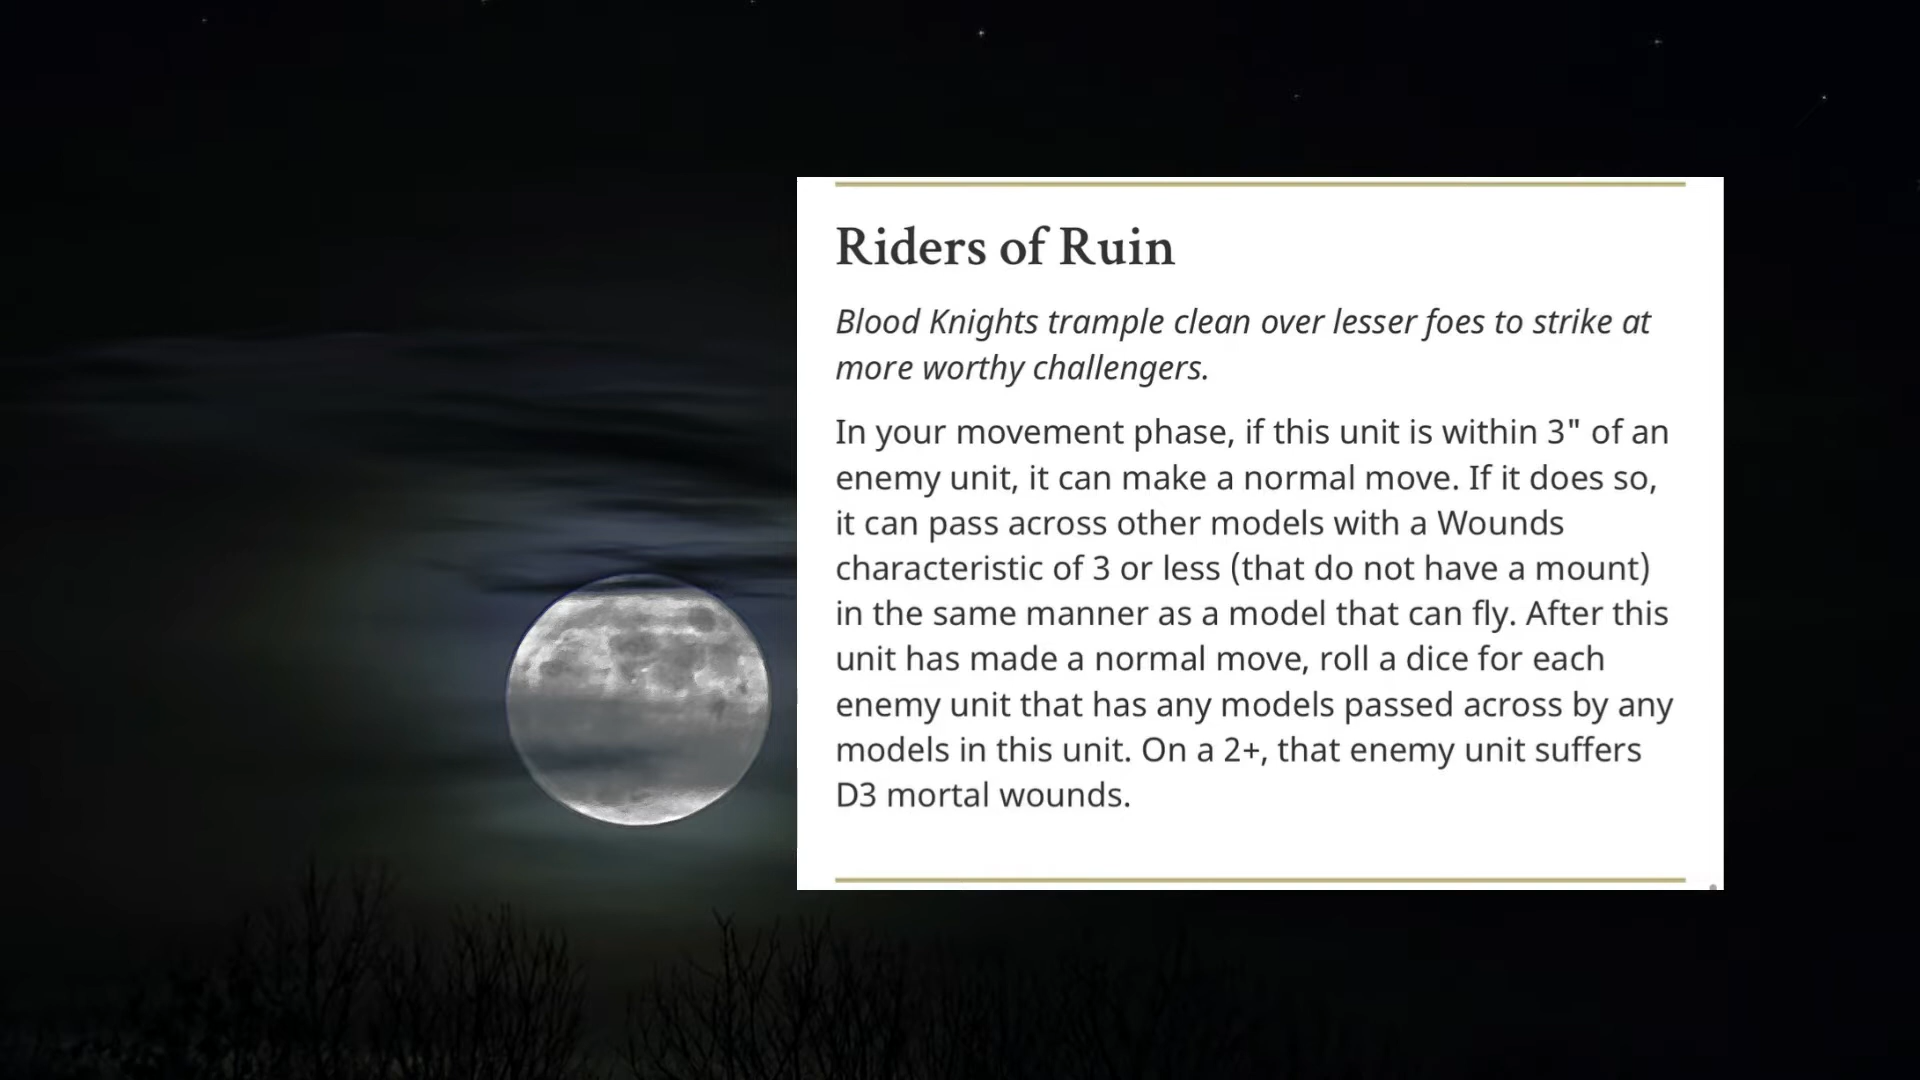 Riders of Ruin
Blood Knights trample clean over lesser foes to strike at
more worthy challengers.
In your movement phase, if this unit is within 3" of an
enemy unit, it can make a normal move. If it does so,
it can pass across other models with a Wounds
characteristic of 3 or less (that do not have a mount)
in the same manner as a model that can fly. After this
unit has made a normal move, roll a dice for each
enemy unit that has any models passed across by any
models in this unit. On a 2+, that enemy unit suffers
D3 mortal wounds.